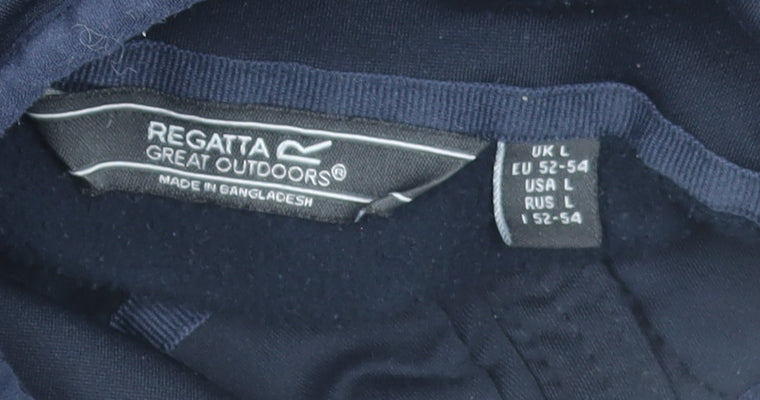 REGATTA
GREAT OUTDOORS®
MADE IN BANGLADESH
R
UK L
EU 52-54
USA L
RUS L
I 52-54